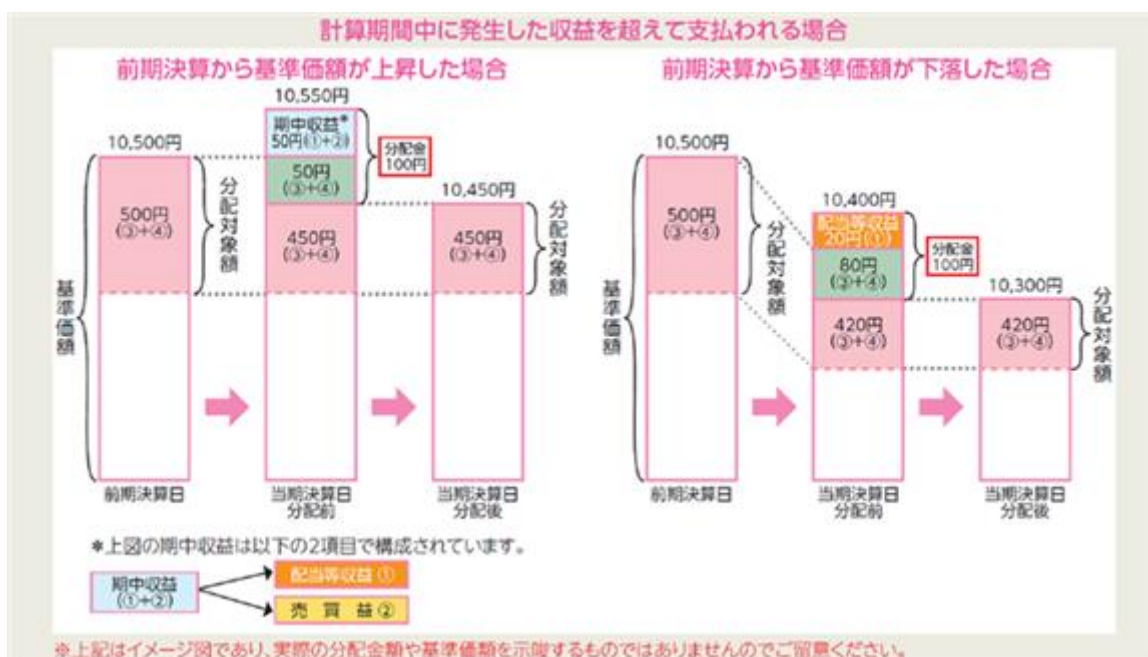 計算期間中に発生した収益を超えて支払われる場合
前期決算から基準価額が上昇した場合
10,550円
期中収益*
50円(①+②)
分配金
100円
10,500円
50円
(③+④)
10,450円
500円
(③+④)
分配対象額
450円
(③+④)
450円
(③+④)
分配対象額
基準価額
前期決算日
当期決算日
分配前
当期決算日
分配後
前期決算から基準価額が下落した場合
10,500円
10,400円
配当等収益
20円(①)
分配金
100円
500円
(③+④)
分配対象額
80円
(③+④)
10,300円
420円
(③+④)
420円
(③+④)
分配対象額
基準価額
前期決算日
当期決算日
分配前
当期決算日
分配後
*上図の期中収益は以下の2項目で構成されています。
期中収益
(①+②)
配当等収益 ①
売 買 益 ②
※上記はイメージ図であり、実際の分配金額や基準価額を示唆するものではありませんのでご留意ください。